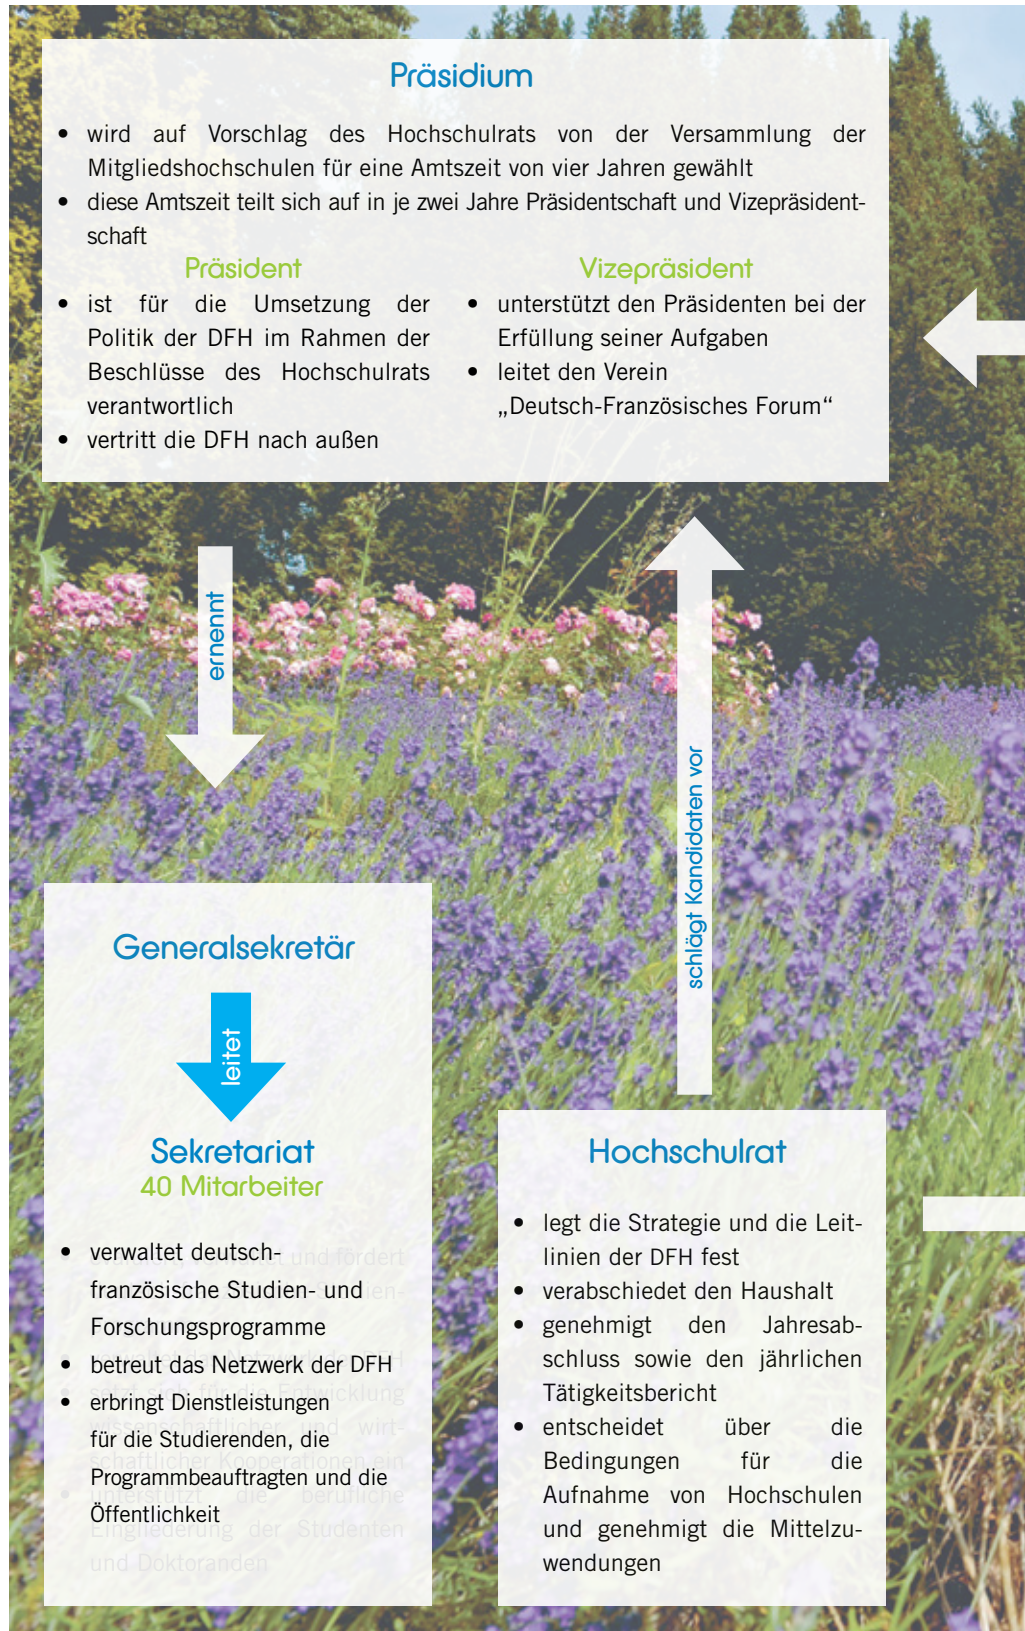 Präsidium
• wird auf Vorschlag des Hochschulrats von der Versammlung der
Mitgliedshochschulen für eine Amtszeit von vier Jahren gewählt
• diese Amtszeit teilt sich auf in je zwei Jahre Präsidentschaft und Vizepräsident-
schaft
Präsident
• ist für die Umsetzung der
Politik der DFH im Rahmen der
Beschlüsse des Hochschulrats
verantwortlich
• vertritt die DFH nach außen
Vizepräsident
• unterstützt den Präsidenten bei der
Erfüllung seiner Aufgaben
• leitet den Verein
„Deutsch-Französisches Forum“
ernennt
schlägt Kandidaten vor
Generalsekretär
leitet
Sekretariat
40 Mitarbeiter
• verwaltet deutsch-
französische Studien- und
Forschungsprogramme
• betreut das Netzwerk der DFH
• erbringt Dienstleistungen
für die Studierenden, die
Programmbeauftragten und die
Öffentlichkeit
und Doktoranden
Hochschulrat
• legt die Strategie und die Leit-
linien der DFH fest
• verabschiedet den Haushalt
• genehmigt den Jahresab-
schluss sowie den jährlichen
Tätigkeitsbericht
• entscheidet über die
Bedingungen für die
Aufnahme von Hochschulen
und genehmigt die Mittelzu-
wendungen